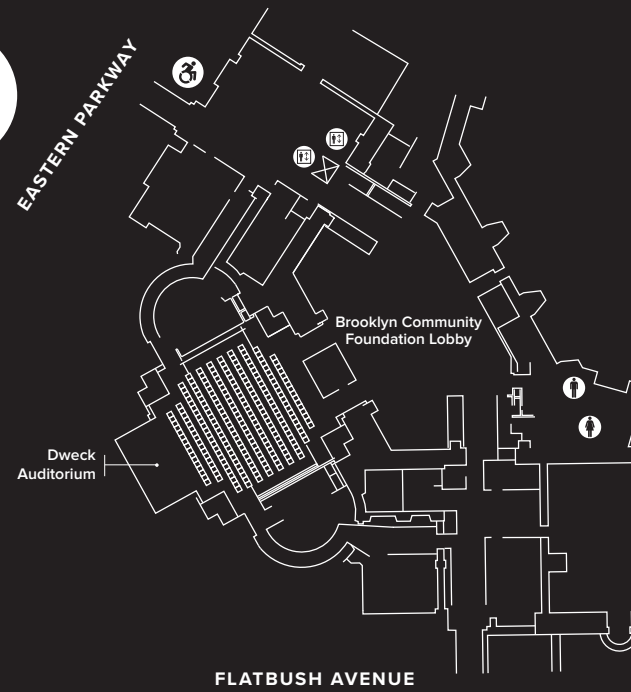 EASTERN PARKWAY
Brooklyn Community
Foundation Lobby
Dweck
Auditorium
FLATBUSH AVENUE